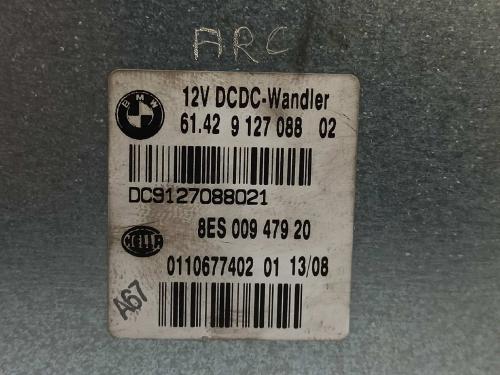 ARC
BMW
12V DCDC-Wandler
61.42 9 127 088 02
DC9127088021
8ES 009 479 20
HELLA
0110677402 01 13/08
A67